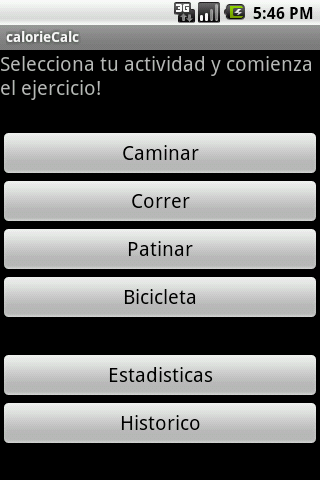 3G 5:46 PM
calorieCalc
Selecciona tu actividad y comienza
el ejercicio!
Caminar
Correr
Patinar
Bicicleta
Estadisticas
Historico